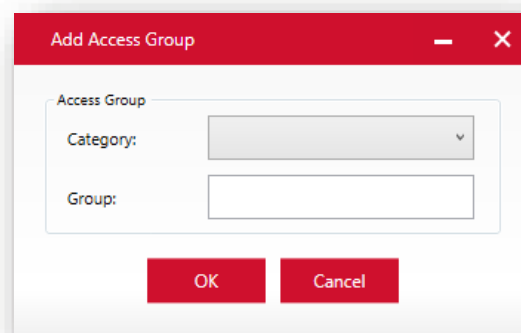 Add Access Group
Access Group
Category:
Group:
OK
Cancel